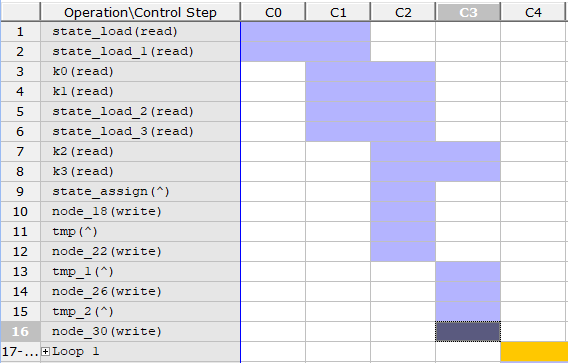 Operation\Control Step C0 C1 C2 C3 C4
1 state_load(read)
2 state_load_1(read)
3 k0(read)
4 k1(read)
5 state_load_2(read)
6 state_load_3(read)
7 k2(read)
8 k3(read)
9 state_assign(^)
10 node_18(write)
11 tmp(^)
12 node_22(write)
13 tmp_1(^)
14 node_26(write)
15 tmp_2(^)
16 node_30(write)
17-... Loop 1